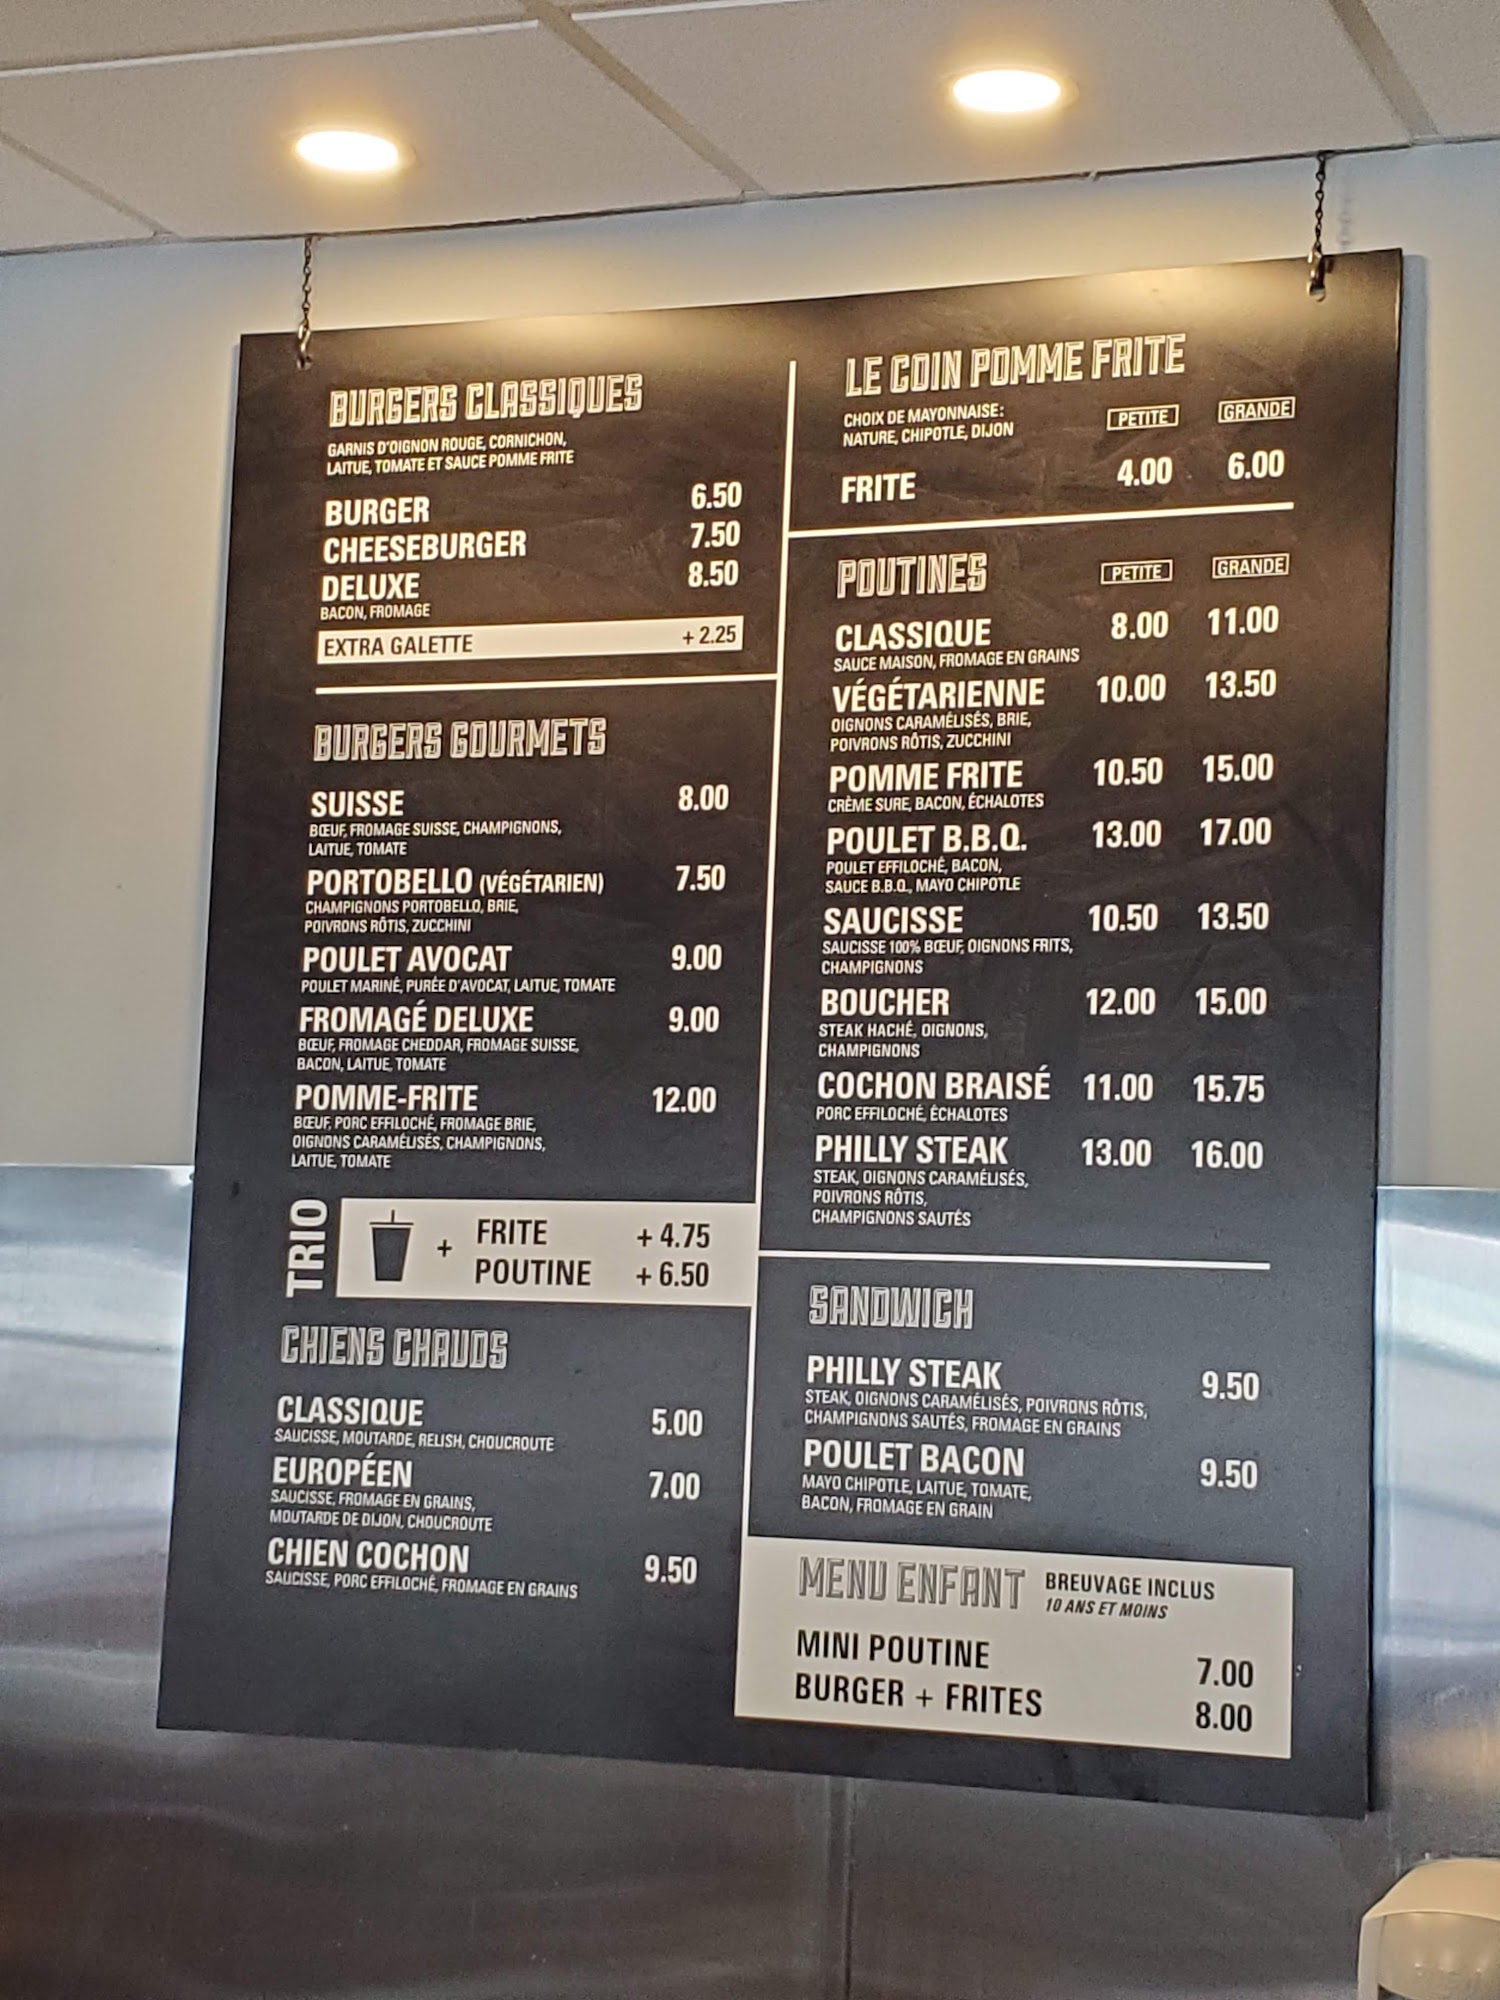 BURGERS CLASSIQUES
GARNIS D'OIGNON ROUGE, CORNICHON,
LAITUE, TOMATE ET SAUCE POMME FRITE
BURGER 6.50
CHEESEBURGER 7.50
DELUXE 8.50
BACON, FROMAGE
EXTRA GALETTE + 2.25
BURGERS GOURMETS
SUISSE 8.00
BŒUF, FROMAGE SUISSE, CHAMPIGNONS,
LAITUE, TOMATE
PORTOBELLO (VÉGÉTARIEN) 7.50
CHAMPIGNONS PORTOBELLO, BRIE,
POIVRONS RÔTIS, ZUCCHINI
POULET AVOCAT 9.00
POULET MARINÉ, PURÉE D'AVOCAT, LAITUE, TOMATE
FROMAGÉ DELUXE 9.00
BŒUF, FROMAGE CHEDDAR, FROMAGE SUISSE,
BACON, LAITUE, TOMATE
POMME-FRITE 12.00
BŒUF, PORC EFFILOCHÉ, FROMAGE BRIE,
OIGNONS CARAMÉLISÉS, CHAMPIGNONS,
LAITUE, TOMATE
TRIO
+ FRITE + 4.75
POUTINE + 6.50
CHIENS CHAUDS
CLASSIQUE 5.00
SAUCISSE, MOUTARDE, RELISH, CHOUCROUTE
EUROPÉEN 7.00
SAUCISSE, FROMAGE EN GRAINS,
MOUTARDE DE DIJON, CHOUCROUTE
CHIEN COCHON 9.50
SAUCISSE, PORC EFFILOCHÉ, FROMAGE EN GRAINS
LE COIN POMME FRITE
CHOIX DE MAYONNAISE: PETITE GRANDE
NATURE, CHIPOTLE, DIJON
FRITE 4.00 6.00
POUTINES PETITE GRANDE
CLASSIQUE 8.00 11.00
SAUCE MAISON, FROMAGE EN GRAINS
VÉGÉTARIENNE 10.00 13.50
OIGNONS CARAMÉLISÉS, BRIE,
POIVRONS RÔTIS, ZUCCHINI
POMME FRITE 10.50 15.00
CRÈME SURE, BACON, ÉCHALOTES
POULET B.B.Q. 13.00 17.00
POULET EFFILOCHÉ, BACON,
SAUCE B.B.Q., MAYO CHIPOTLE
SAUCISSE 10.50 13.50
SAUCISSE 100% BŒUF, OIGNONS FRITS,
CHAMPIGNONS
BOUCHER 12.00 15.00
STEAK HACHÉ, OIGNONS,
CHAMPIGNONS
COCHON BRAISÉ 11.00 15.75
PORC EFFILOCHÉ, ÉCHALOTES
PHILLY STEAK 13.00 16.00
STEAK, OIGNONS CARAMÉLISÉS,
POIVRONS RÔTIS,
CHAMPIGNONS SAUTÉS
SANDWICH
PHILLY STEAK 9.50
STEAK, OIGNONS CARAMÉLISÉS, POIVRONS RÔTIS,
CHAMPIGNONS SAUTÉS, FROMAGE EN GRAINS
POULET BACON 9.50
MAYO CHIPOTLE, LAITUE, TOMATE,
BACON, FROMAGE EN GRAIN
MENU ENFANT BREUVAGE INCLUS
10 ANS ET MOINS
MINI POUTINE 7.00
BURGER + FRITES 8.00